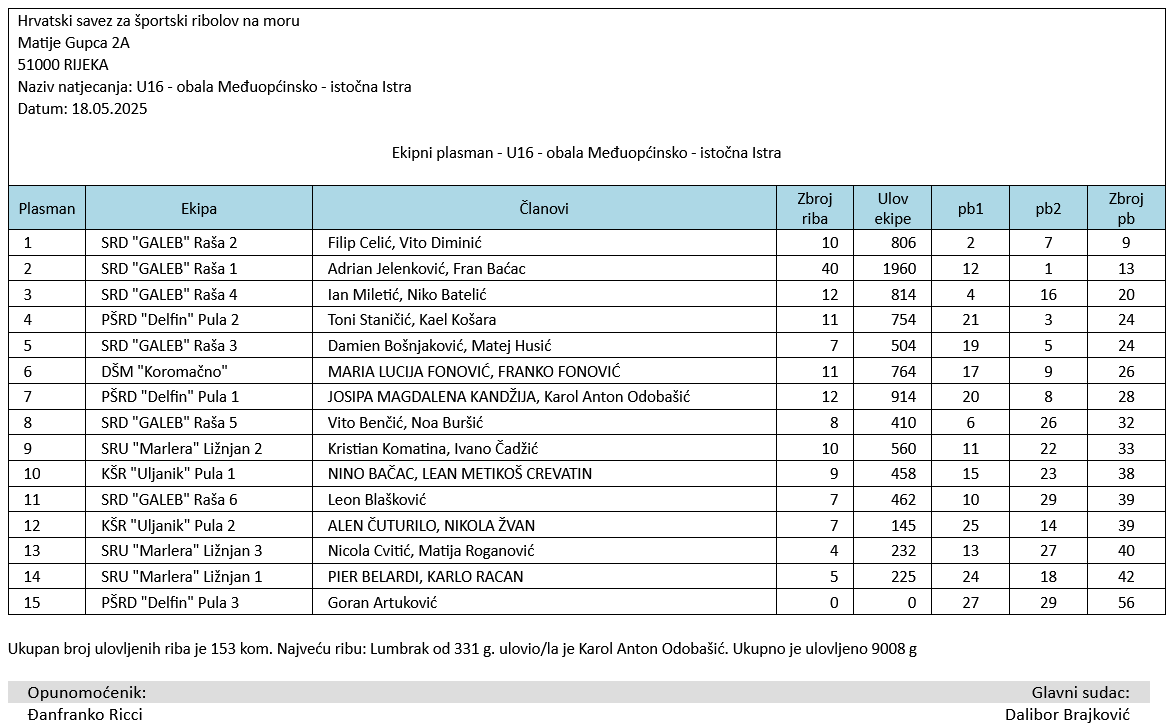 Hrvatski savez za športski ribolov na moru
Matije Gupca 2A
51000 RIJEKA
Naziv natjecanja: U16 - obala Međuopćinsko - istočna Istra
Datum: 18.05.2025
Ekipni plasman - U16 - obala Međuopćinsko - istočna Istra
Plasman Ekipa Članovi Zbroj riba Ulov ekipe pb1 pb2 Zbroj pb
1 SRD "GALEB" Raša 2 Filip Celić, Vito Diminić 10 806 2 7 9
2 SRD "GALEB" Raša 1 Adrian Jelenković, Fran Baćac 40 1960 12 1 13
3 SRD "GALEB" Raša 4 Ian Miletić, Niko Batelić 12 814 4 16 20
4 PŠRD "Delfin" Pula 2 Toni Staničić, Kael Košara 11 754 21 3 24
5 SRD "GALEB" Raša 3 Damien Bošnjaković, Matej Husić 7 504 19 5 24
6 DŠM "Koromačno" MARIA LUCIJA FONOVIĆ, FRANKO FONOVIĆ 11 764 17 9 26
7 PŠRD "Delfin" Pula 1 JOSIPA MAGDALENA KANDŽIJA, Karol Anton Odobašić 12 914 20 8 28
8 SRD "GALEB" Raša 5 Vito Benčić, Noa Buršić 8 410 6 26 32
9 SRU "Marlera" Ližnjan 2 Kristian Komatina, Ivano Čadžić 10 560 11 22 33
10 KŠR "Uljanik" Pula 1 NINO BAČAC, LEAN METIKOŠ CREVATIN 9 458 15 23 38
11 SRD "GALEB" Raša 6 Leon Blašković 7 462 10 29 39
12 KŠR "Uljanik" Pula 2 ALEN ČUTURILO, NIKOLA ŽVAN 7 145 25 14 39
13 SRU "Marlera" Ližnjan 3 Nicola Cvitić, Matija Roganović 4 232 13 27 40
14 SRU "Marlera" Ližnjan 1 PIER BELARDI, KARLO RACAN 5 225 24 18 42
15 PŠRD "Delfin" Pula 3 Goran Artuković 0 0 27 29 56
Ukupan broj ulovljenih riba je 153 kom. Najveću ribu: Lumbrak od 331 g. ulovio/la je Karol Anton Odobašić. Ukupno je ulovljeno 9008 g
Opunomoćenik: Glavni sudac:
Đanfranko Ricci Dalibor Brajković